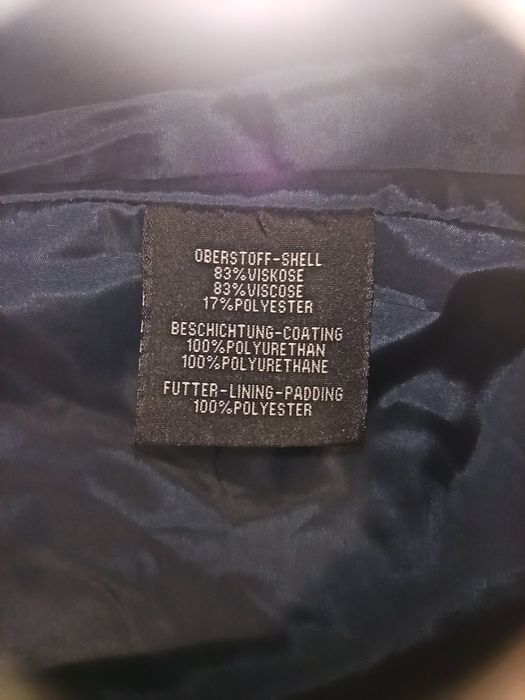 OBERSTOFF-SHELL
83%VISKOSE
83%VISCOSE
17%POLYESTER
BESCHICHTUNG-COATING
100%POLYURETHAN
100%POLYURETHANE
FUTTER-LINING-PADDING
100%POLYESTER